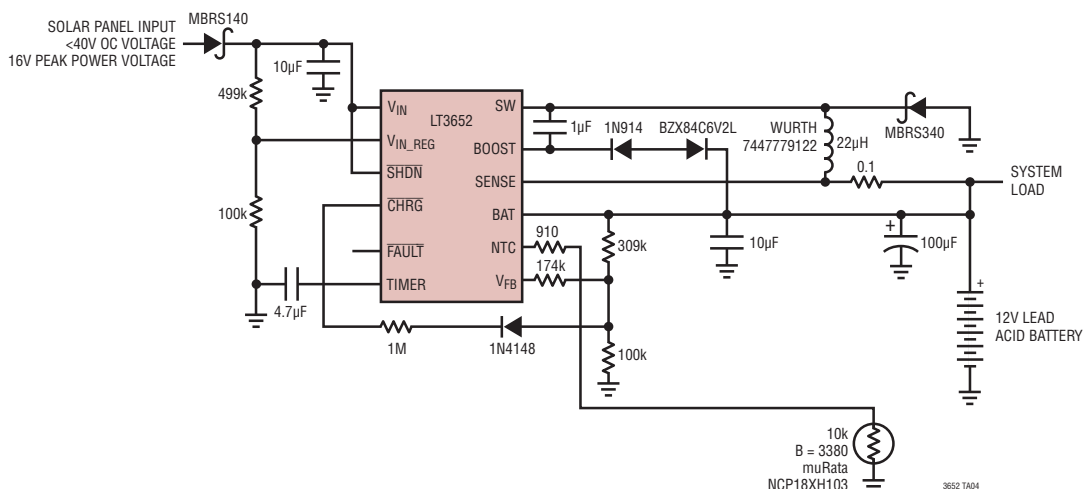 SOLAR PANEL INPUT
<40V OC VOLTAGE
16V PEAK POWER VOLTAGE
MBRS140
10µF
499k
100k
4.7µF
LT3652
VIN
VIN_REG
SHDN
CHRG
FAULT
TIMER
SW
BOOST
SENSE
BAT
NTC
VFB
1µF
1N914
BZX84C6V2L
WURTH
7447779122
22µH
MBRS340
0.1
SYSTEM
LOAD
910
174k
309k
10µF
+
100µF
+
12V LEAD
ACID BATTERY
1M
1N4148
100k
10k
B = 3380
muRata
NCP18XH103
3652 TA04